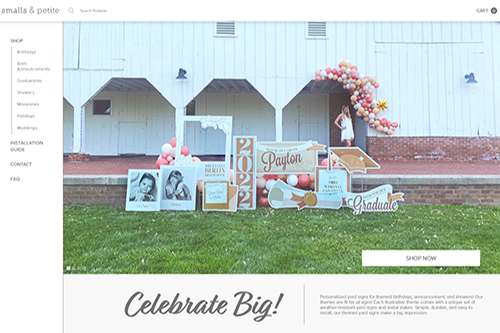 smalls & petite
Search Products
CART 0
SHOP
Birthdays
Birth
Announcements
Graduations
Showers
Milestones
Holidays
Weddings
INSTALLATION
GUIDE
CONTACT
FAQ
2022
Payton
Graduate
SHOP NOW
Celebrate Big!
Personalized yard signs for themed birthdays, announcement, and showers! Our
themes are fit for all ages! Each illustrative theme comes with a unique set of
weather-resistant yard signs and metal stakes. Simple, durable, and easy to
install, our themed yard signs make a big impression.